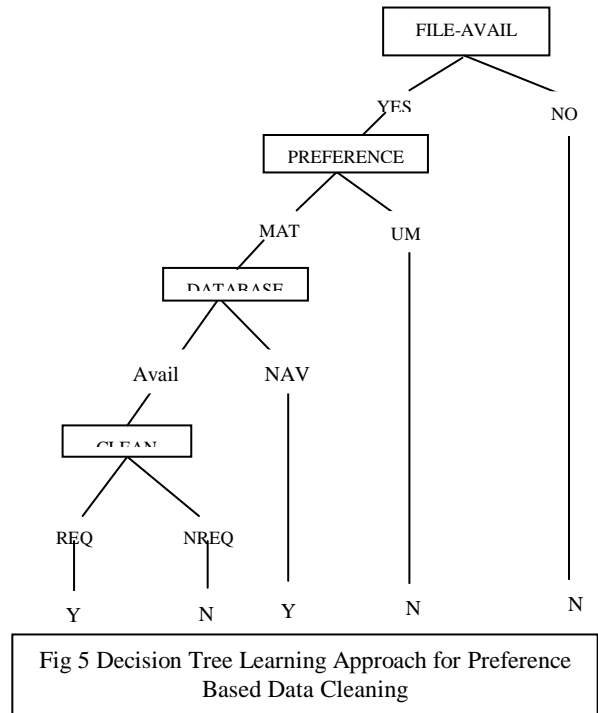 FILE-AVAIL
YES NO
PREFERENCE
MAT UM
DATABASE
Avail NAV
CLEAN
REQ NREQ
Y N Y N N
Fig 5 Decision Tree Learning Approach for Preference
Based Data Cleaning